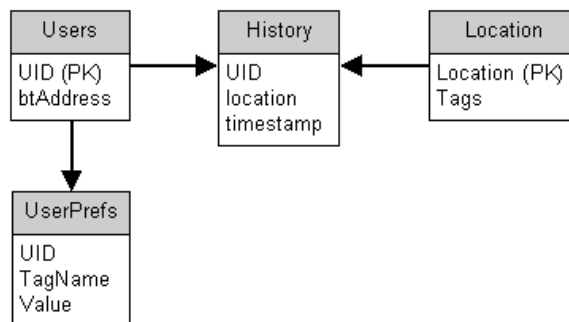 Users
UID (PK)
btAddress
History
UID
location
timestamp
Location
Location (PK)
Tags
UserPrefs
UID
TagName
Value